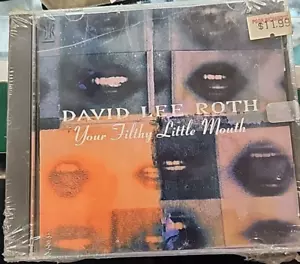 $11.99
DAVID LEE ROTH
Your Filthy Little Mouth